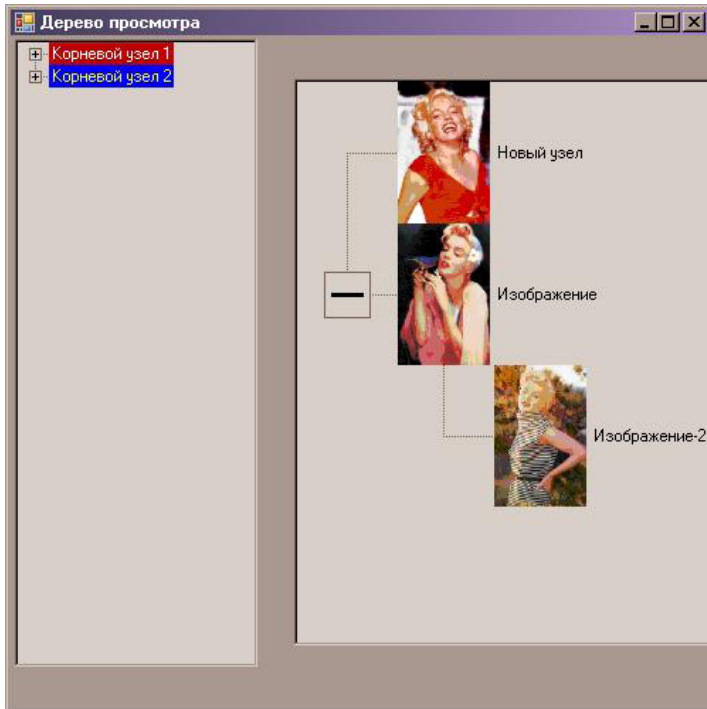 Дерево просмотра
Корневой узел 1
Корневой узел 2
Новый узел
Изображение
Изображение-2